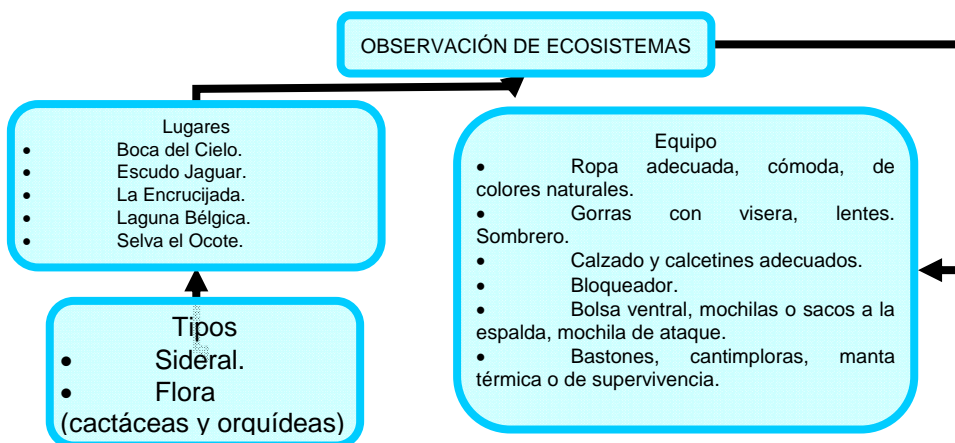 OBSERVACIÓN DE ECOSISTEMAS
Lugares
• Boca del Cielo.
• Escudo Jaguar.
• La Encrucijada.
• Laguna Bélgica.
• Selva el Ocote.
Tipos
• Sideral.
• Flora
(cactáceas y orquídeas)
Equipo
• Ropa adecuada, cómoda, de
colores naturales.
• Gorras con visera, lentes.
Sombrero.
• Calzado y calcetines adecuados.
• Bloqueador.
• Bolsa ventral, mochilas o sacos a la
espalda, mochila de ataque.
• Bastones, cantimploras, manta
térmica o de supervivencia.